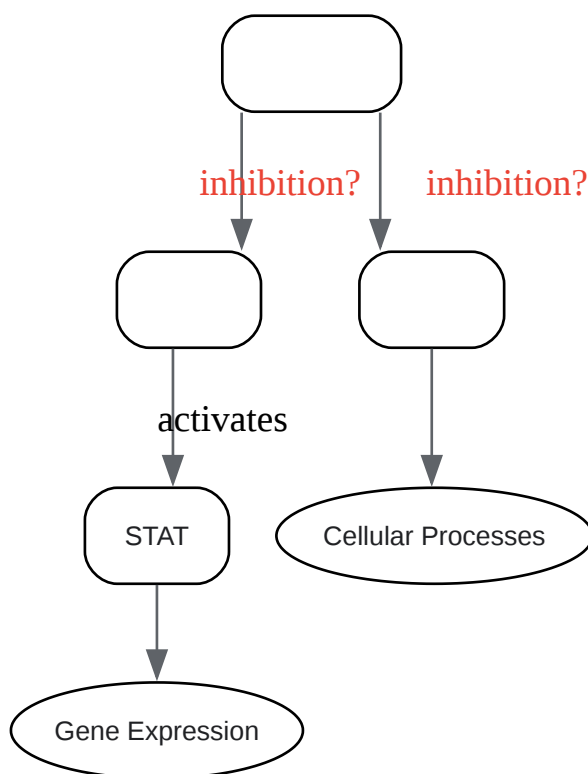 inhibition? inhibition?
activates
STAT
Cellular Processes
Gene Expression